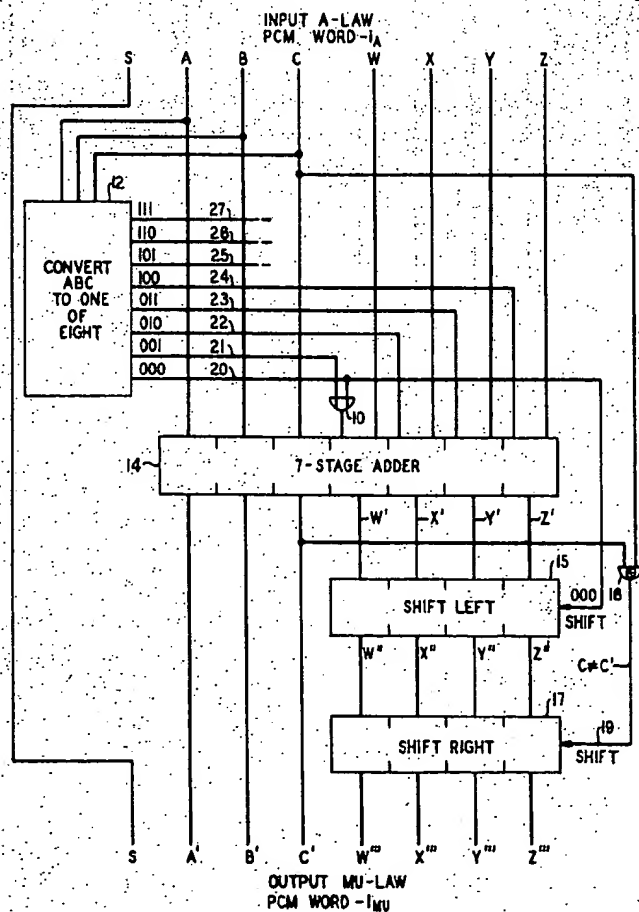 INPUT A-LAW
PCM WORD-iA
S A B C W X Y Z
12
111 27
110 26
101 25
100 24
011 23
010 22
001 21
000 20
CONVERT
ABC
TO ONE
OF
EIGHT
10
14
7-STAGE ADDER
W' X' Y' Z'
15
18
000
SHIFT LEFT
SHIFT
W" X" Y" Z"
C≠C'
17
19
SHIFT RIGHT
SHIFT
S A' B' C' W''' X''' Y''' Z'''
OUTPUT MU-LAW
PCM WORD-iMU